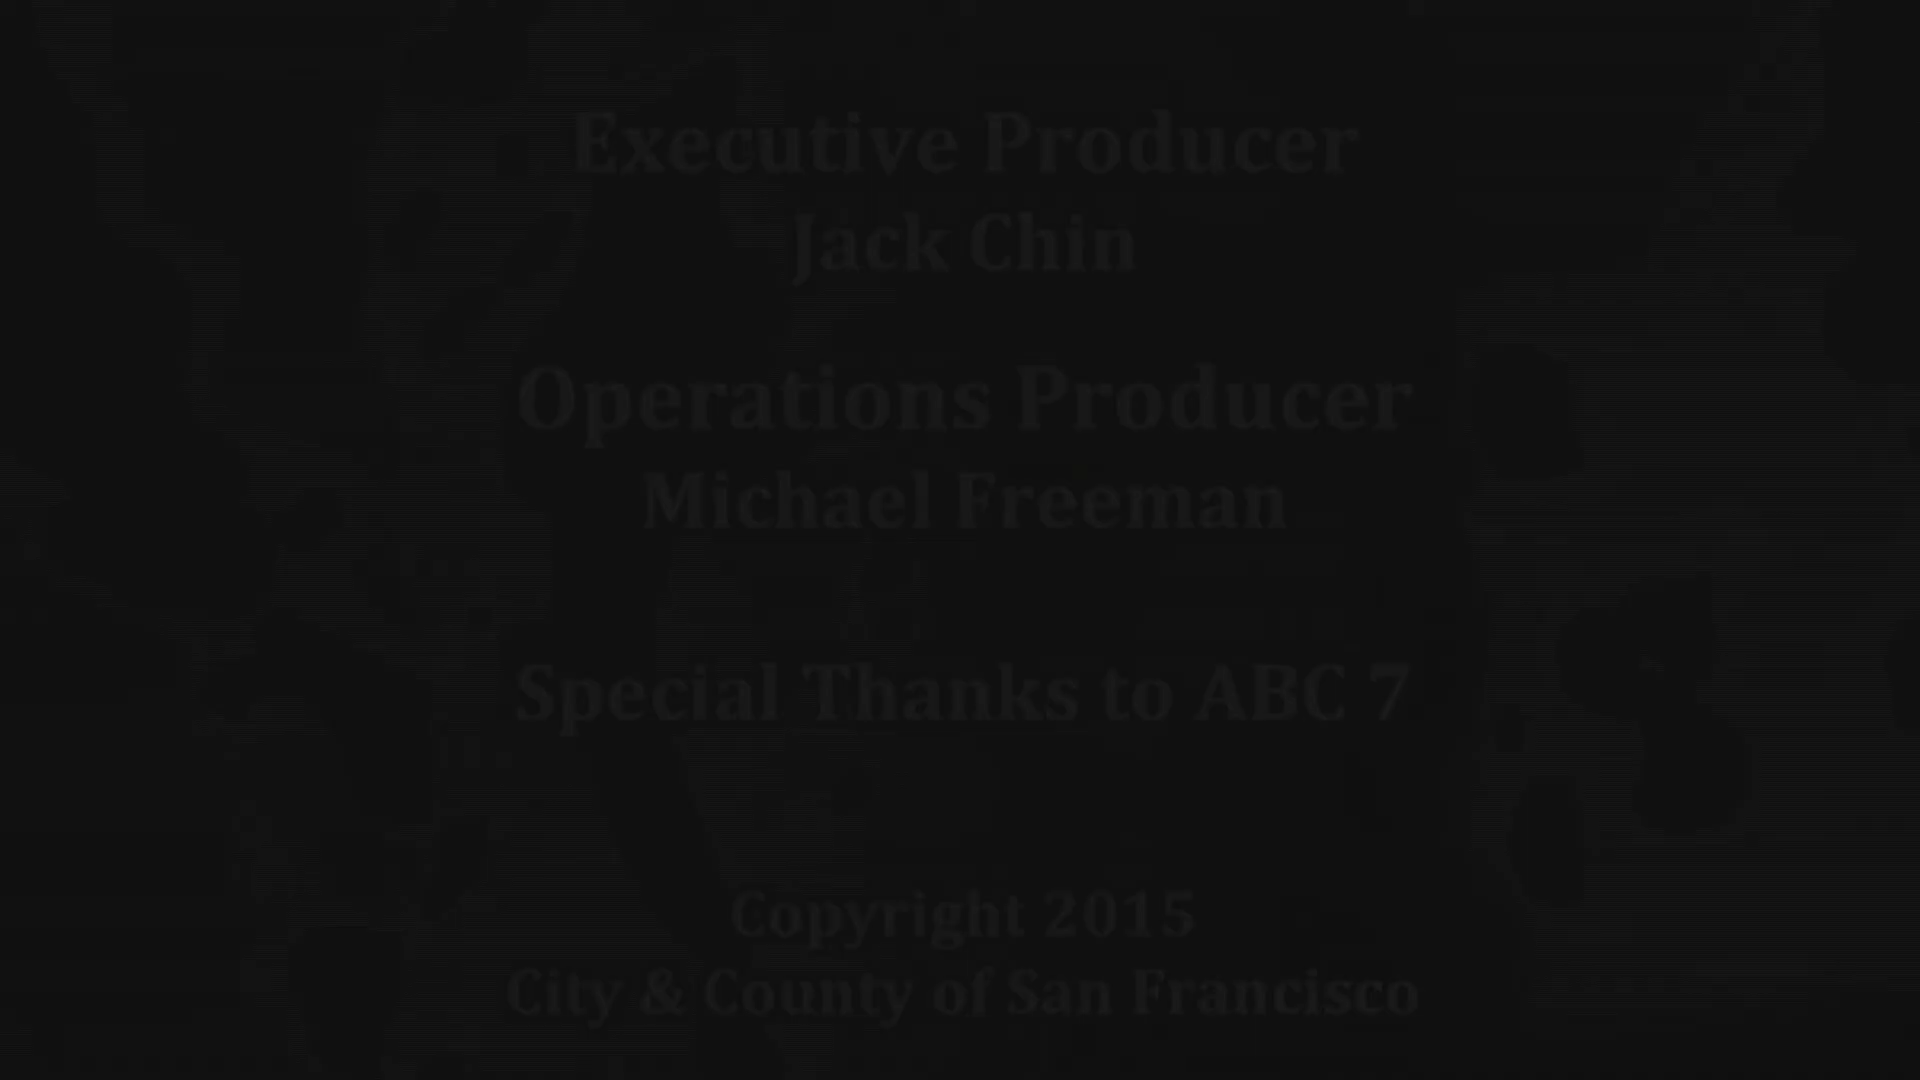 Executive Producer
Jack Chin
Operations Producer
Michael Freeman
Special Thanks to ABC 7
Copyright 2015
City & County of San Francisco